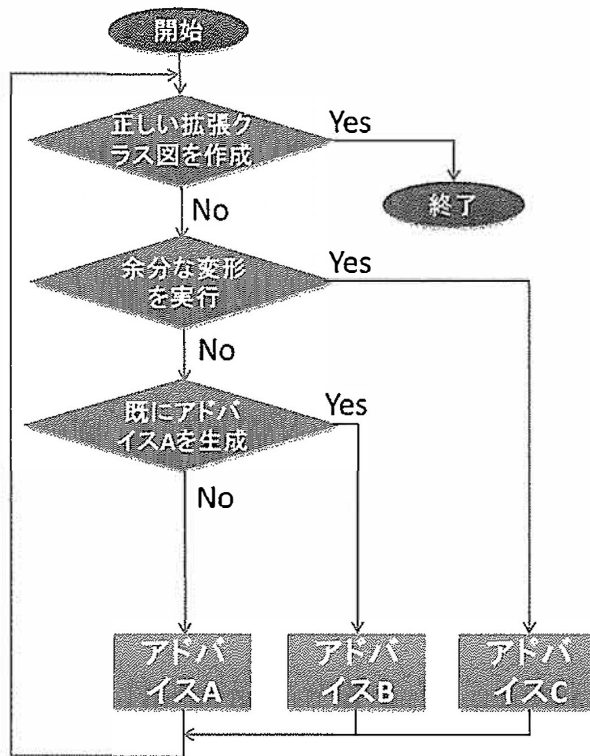 開始
正しい拡張ク
ラス図を作成
Yes
終了
No
余分な変形
を実行
Yes
No
既にアドバ
イスAを生成
Yes
No
アドバ
イスA
アドバ
イスB
アドバ
イスC